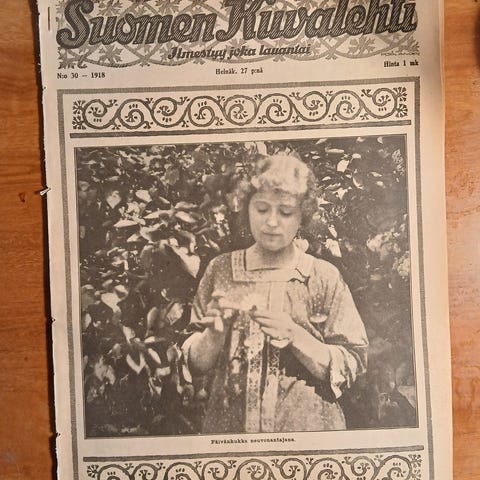 Suomen Kuvalehti
Ilmestyy joka lauantai
N:o 30 — 1918
Heinäk. 27 p:nä
Hinta 1 mk
Päivänkukka neuvonantajana.